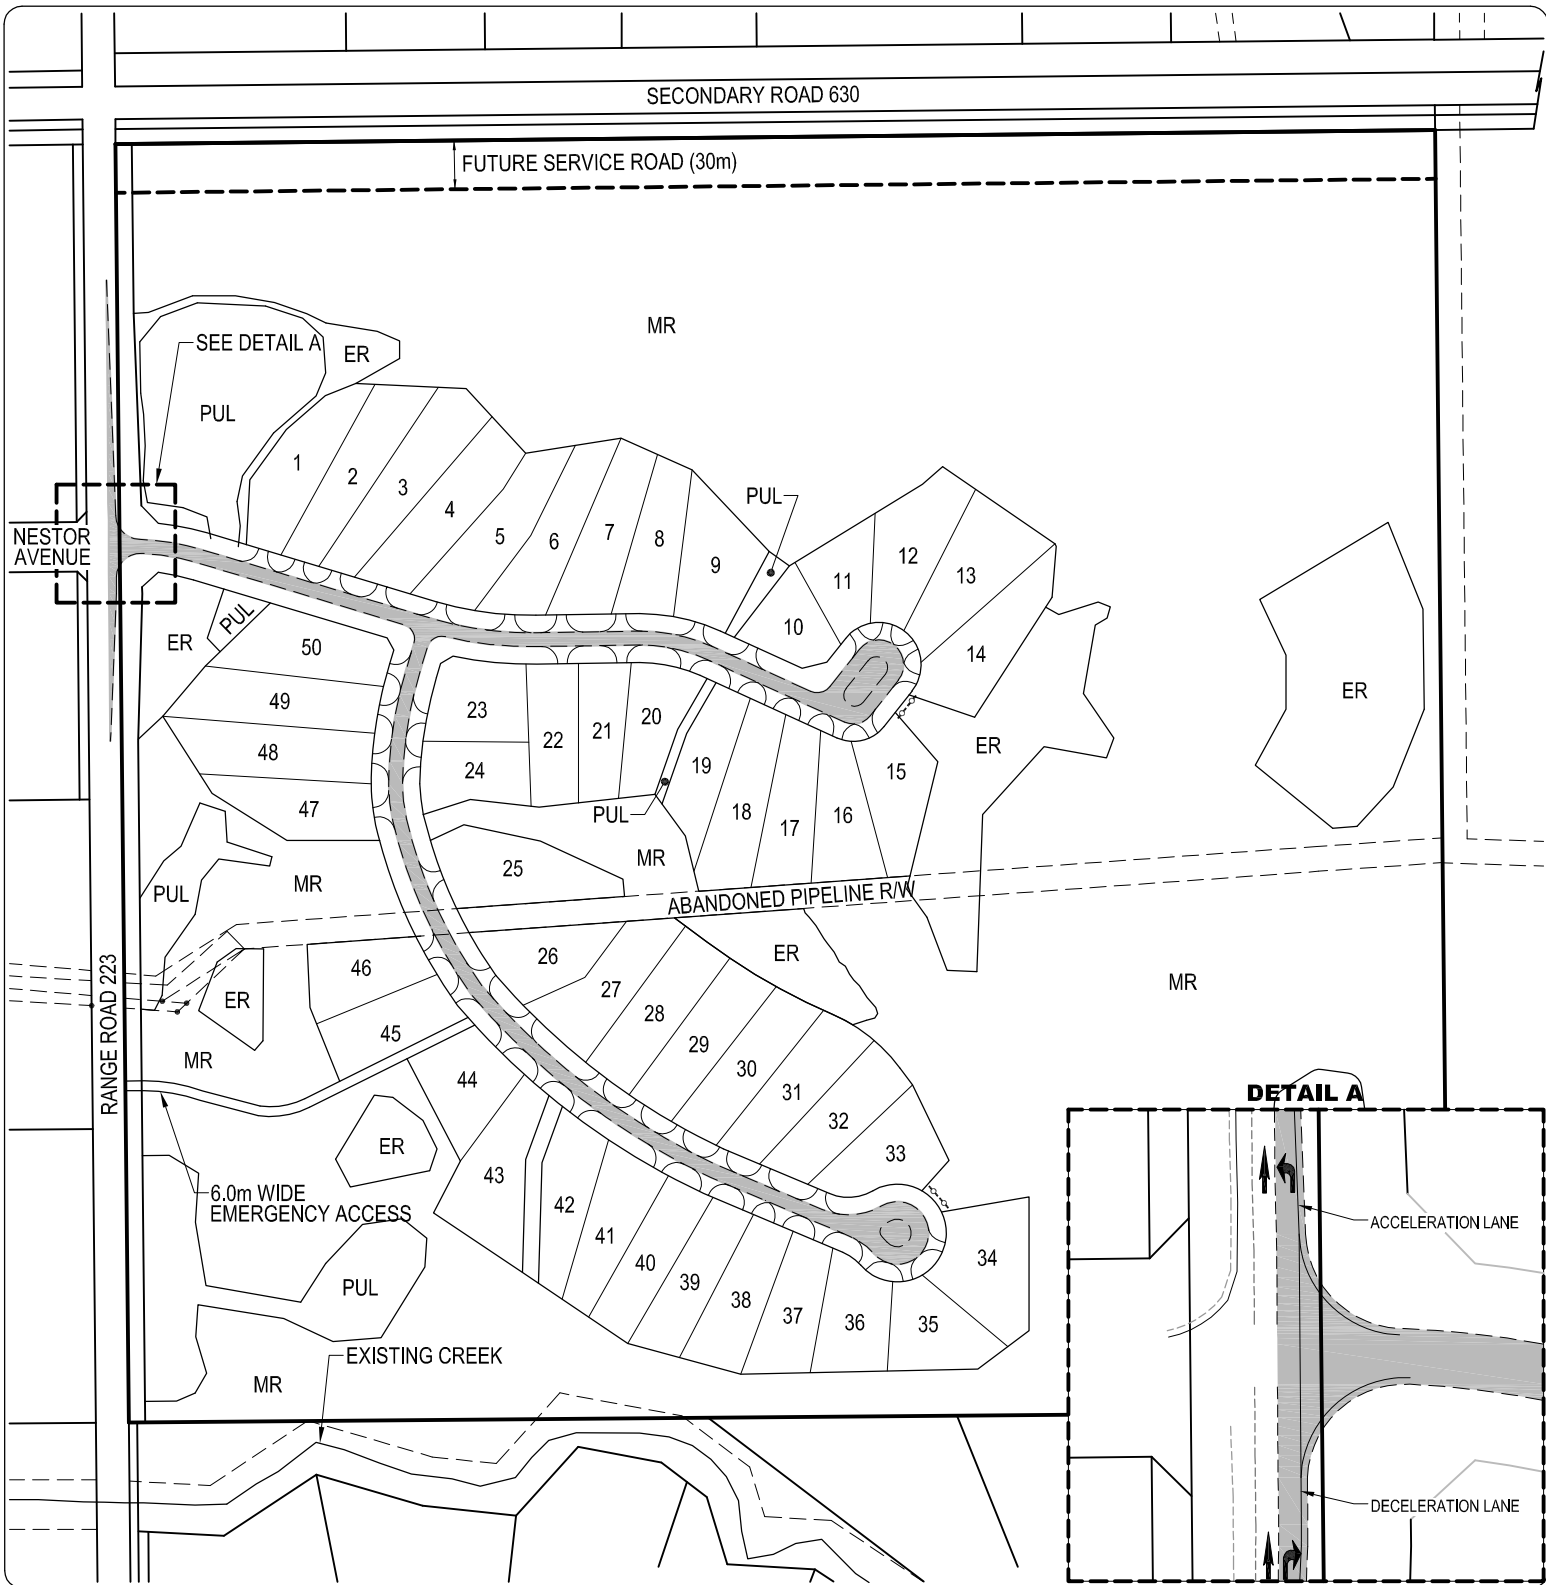 SECONDARY ROAD 630
FUTURE SERVICE ROAD (30m)
MR
SEE DETAIL A
ER
PUL
NESTOR
AVENUE
1
2
3
4
5
6
7
8
9
PUL
10
11
12
13
14
ER
ER
ER
PUL
50
49
48
47
23
24
22
21
20
PUL
19
18
17
16
15
25
MR
MR
PUL
ABANDONED PIPELINE R/W
ER
MR
ER
RANGE ROAD 223
46
45
MR
26
27
28
29
30
31
32
33
44
43
ER
6.0m WIDE
EMERGENCY ACCESS
42
41
40
39
38
37
36
35
34
PUL
MR
EXISTING CREEK
DETAIL A
ACCELERATION LANE
DECELERATION LANE